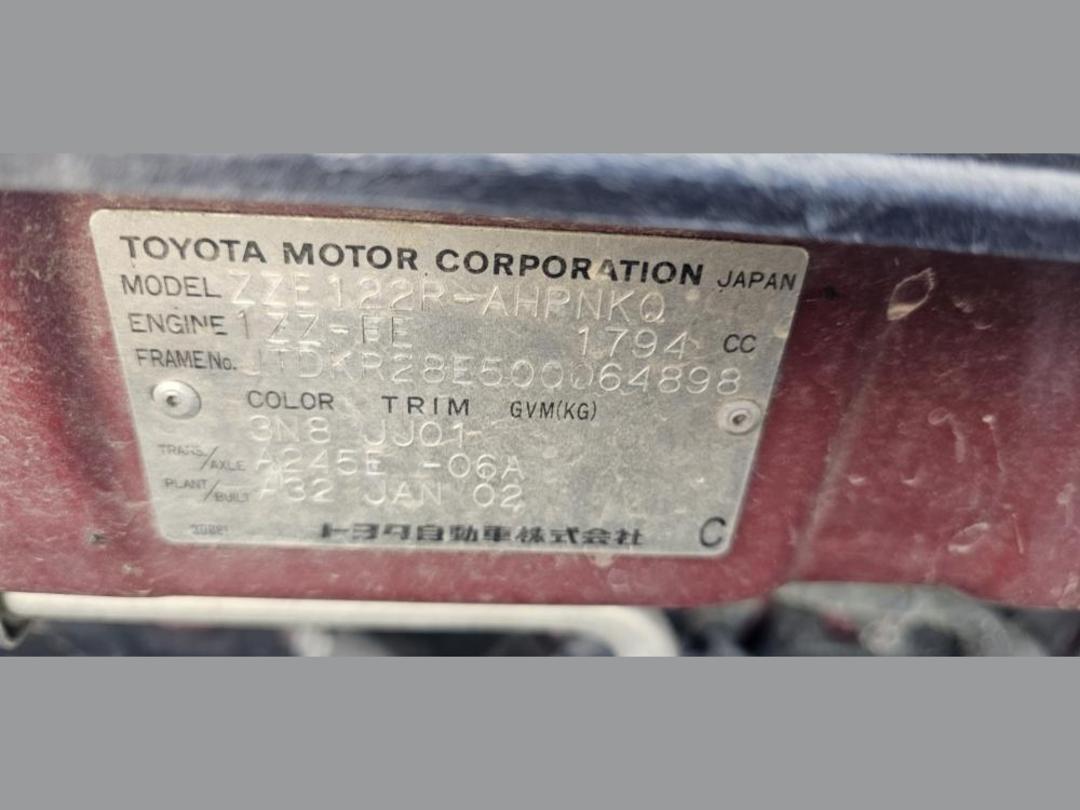 TOYOTA MOTOR CORPORATION JAPAN
MODEL ZZE122R-AHPNKQ
ENGINE 1ZZ-FE 1794 CC
FRAME No. JTDKR28E500064898
COLOR TRIM GVM(KG)
3N8 JJ01
TRANS./AXLE A245E -06A
PLANT/BUILT A32 JAN 02
トヨタ自動車株式会社 C